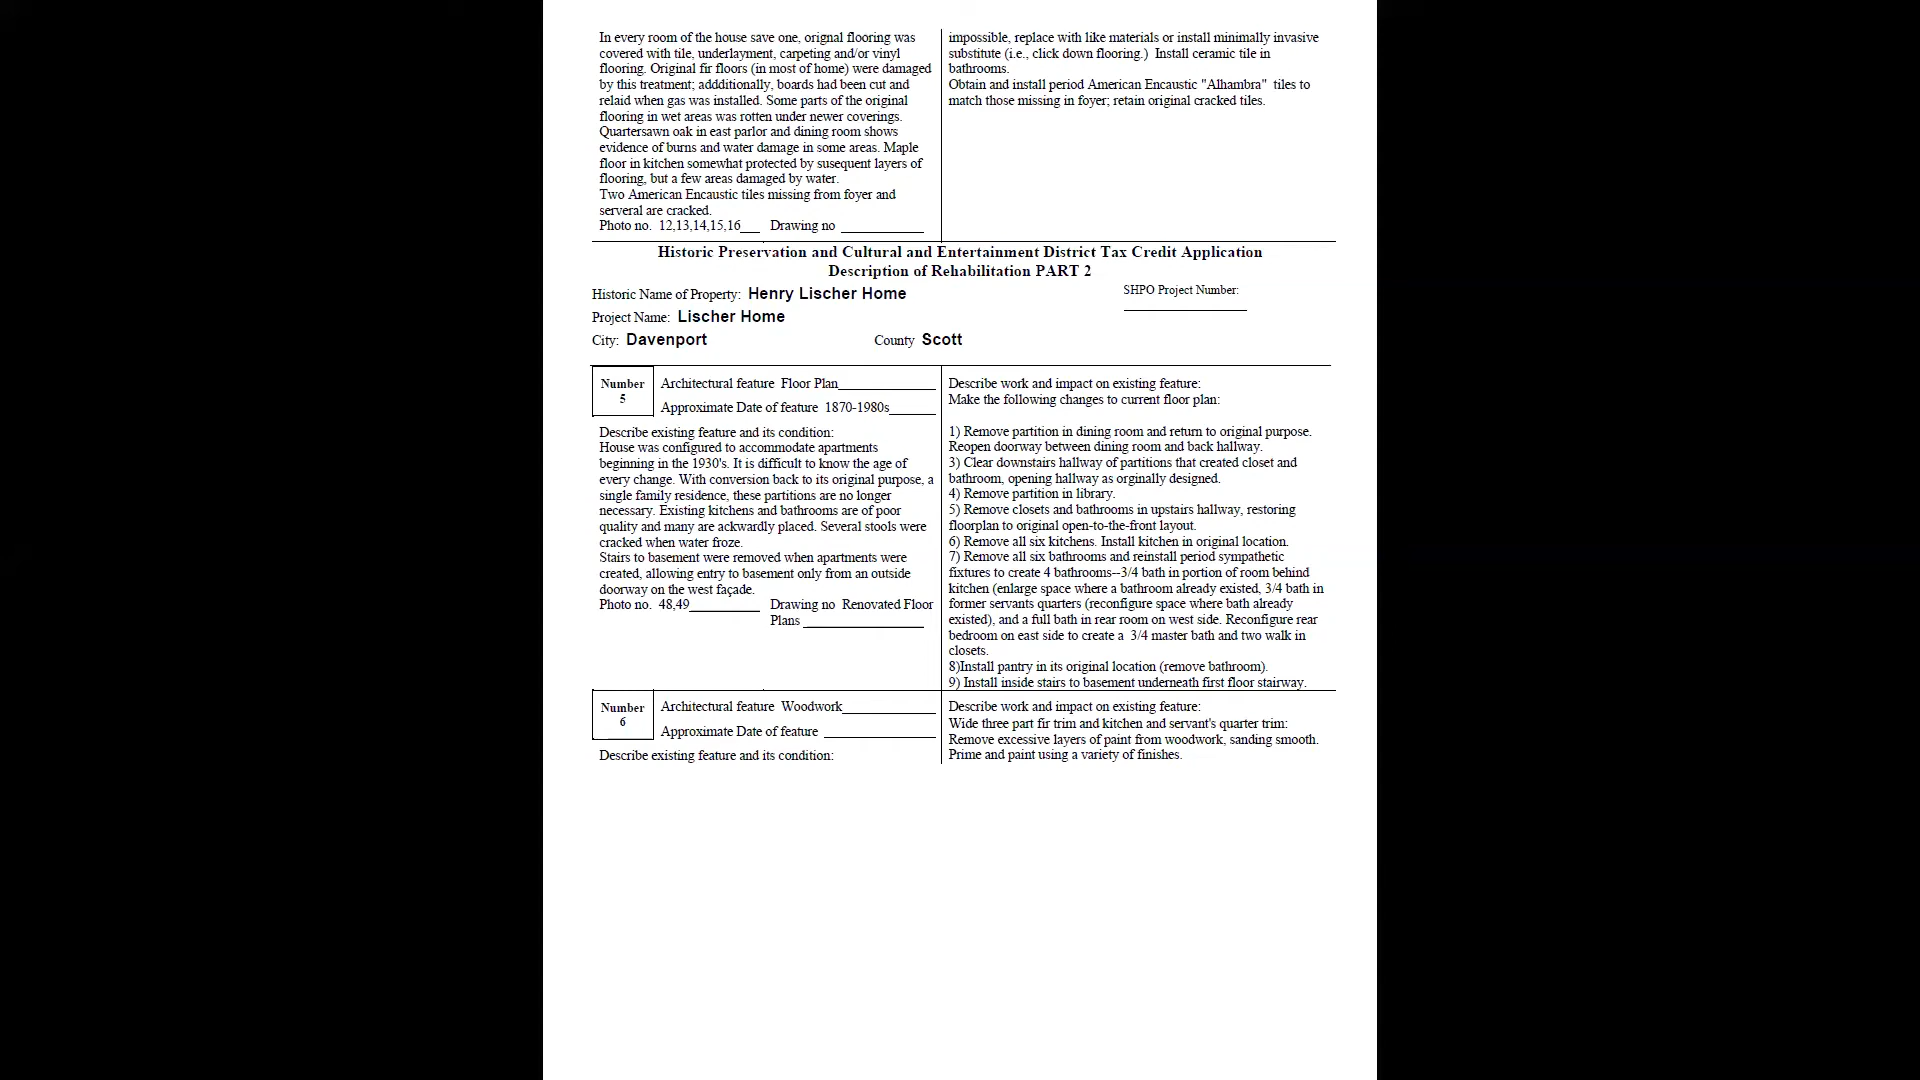 In every room of the house save one, orignal flooring was
covered with tile, underlayment, carpeting and/or vinyl
flooring. Original fir floors (in most of home) were damaged
by this treatment; addditionally, boards had been cut and
relaid when gas was installed. Some parts of the original
flooring in wet areas was rotten under newer coverings.
Quartersawn oak in east parlor and dining room shows
evidence of burns and water damage in some areas. Maple
floor in kitchen somewhat protected by susequent layers of
flooring, but a few areas damaged by water.
Two American Encaustic tiles missing from foyer and
serveral are cracked.
Photo no. 12,13,14,15,16___ Drawing no ____________
impossible, replace with like materials or install minimally invasive
substitute (i.e., click down flooring.) Install ceramic tile in
bathrooms.
Obtain and install period American Encaustic "Alhambra" tiles to
match those missing in foyer; retain original cracked tiles.
Historic Preservation and Cultural and Entertainment District Tax Credit Application
Description of Rehabilitation PART 2
Historic Name of Property: Henry Lischer Home
SHPO Project Number:
Project Name: Lischer Home
City: Davenport County Scott
Number
5
Architectural feature Floor Plan______________
Approximate Date of feature 1870-1980s_______
Describe existing feature and its condition:
House was configured to accommodate apartments
beginning in the 1930's. It is difficult to know the age of
every change. With conversion back to its original purpose, a
single family residence, these partitions are no longer
necessary. Existing kitchens and bathrooms are of poor
quality and many are ackwardly placed. Several stools were
cracked when water froze.
Stairs to basement were removed when apartments were
created, allowing entry to basement only from an outside
doorway on the west façade.
Photo no. 48,49__________ Drawing no Renovated Floor
Plans _________________
Describe work and impact on existing feature:
Make the following changes to current floor plan:
1) Remove partition in dining room and return to original purpose.
Reopen doorway between dining room and back hallway.
3) Clear downstairs hallway of partitions that created closet and
bathroom, opening hallway as orginally designed.
4) Remove partition in library.
5) Remove closets and bathrooms in upstairs hallway, restoring
floorplan to original open-to-the-front layout.
6) Remove all six kitchens. Install kitchen in original location.
7) Remove all six bathrooms and reinstall period sympathetic
fixtures to create 4 bathrooms--3/4 bath in portion of room behind
kitchen (enlarge space where a bathroom already existed, 3/4 bath in
former servants quarters (reconfigure space where bath already
existed), and a full bath in rear room on west side. Reconfigure rear
bedroom on east side to create a 3/4 master bath and two walk in
closets.
8)Install pantry in its original location (remove bathroom).
9) Install inside stairs to basement underneath first floor stairway.
Number
6
Architectural feature Woodwork_____________
Approximate Date of feature ________________
Describe existing feature and its condition:
Describe work and impact on existing feature:
Wide three part fir trim and kitchen and servant's quarter trim:
Remove excessive layers of paint from woodwork, sanding smooth.
Prime and paint using a variety of finishes.